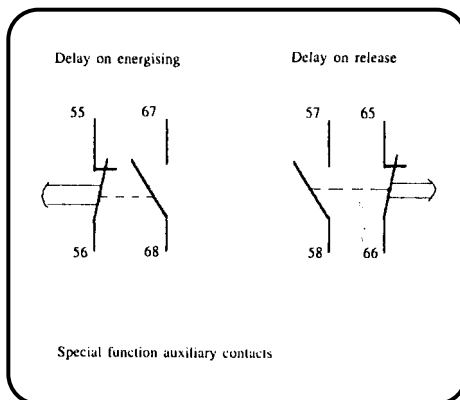 Delay on energising
Delay on release
55 67
57 65
56 68
58 66
Special function auxiliary contacts